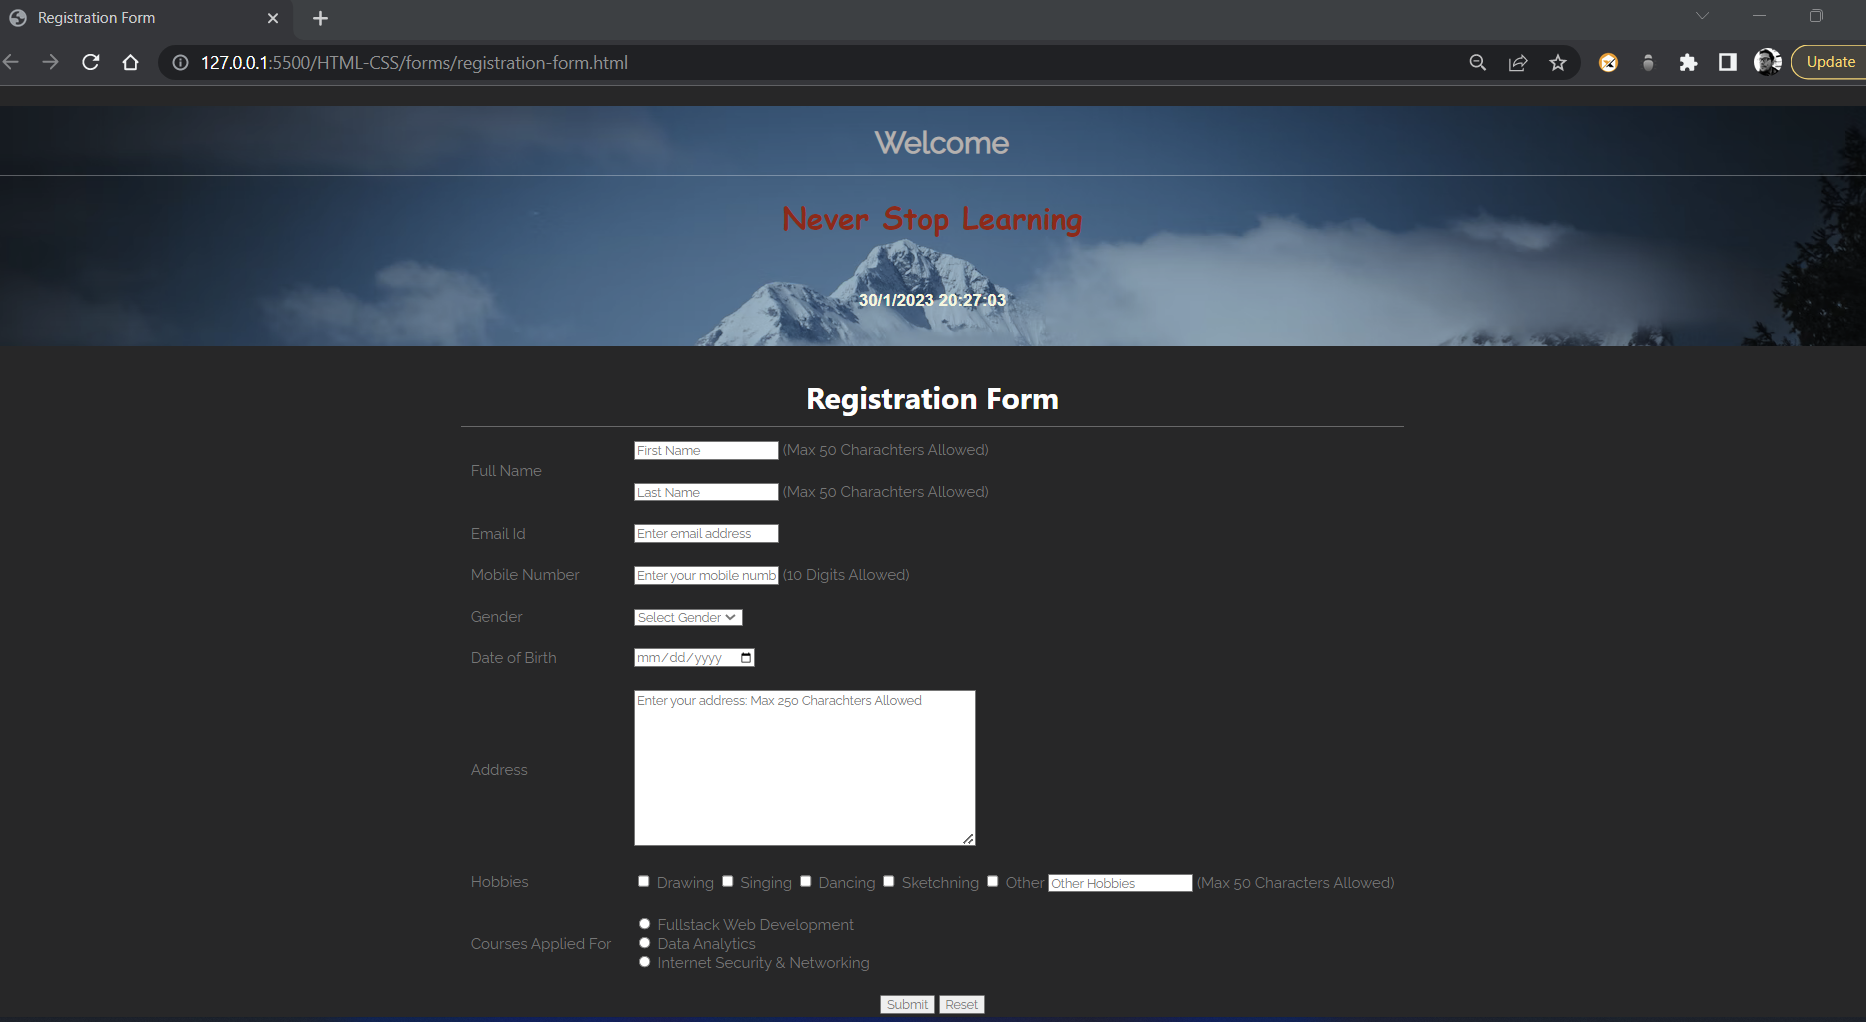 Registration Form
127.0.0.1:5500/HTML-CSS/forms/registration-form.html
Update
Welcome
Never Stop Learning
30/1/2023 20:27:03
Registration Form
Full Name
First Name (Max 50 Charachters Allowed)
Last Name (Max 50 Charachters Allowed)
Email Id Enter email address
Mobile Number Enter your mobile numb (10 Digits Allowed)
Gender Select Gender
Date of Birth mm/dd/yyyy
Address Enter your address: Max 250 Charachters Allowed
Hobbies Drawing Singing Dancing Sketchning Other Other Hobbies (Max 50 Characters Allowed)
Courses Applied For
Fullstack Web Development
Data Analytics
Internet Security & Networking
Submit Reset